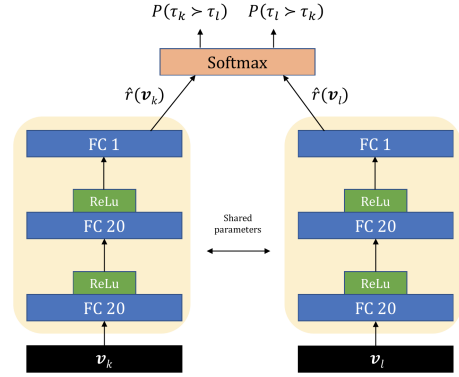 P(τₖ ≻ τₗ) P(τₗ ≻ τₖ)
Softmax
r̂(𝒗ₖ) r̂(𝒗ₗ)
FC 1 FC 1
ReLu ReLu
FC 20 FC 20
Shared
parameters
ReLu ReLu
FC 20 FC 20
𝒗ₖ 𝒗ₗ